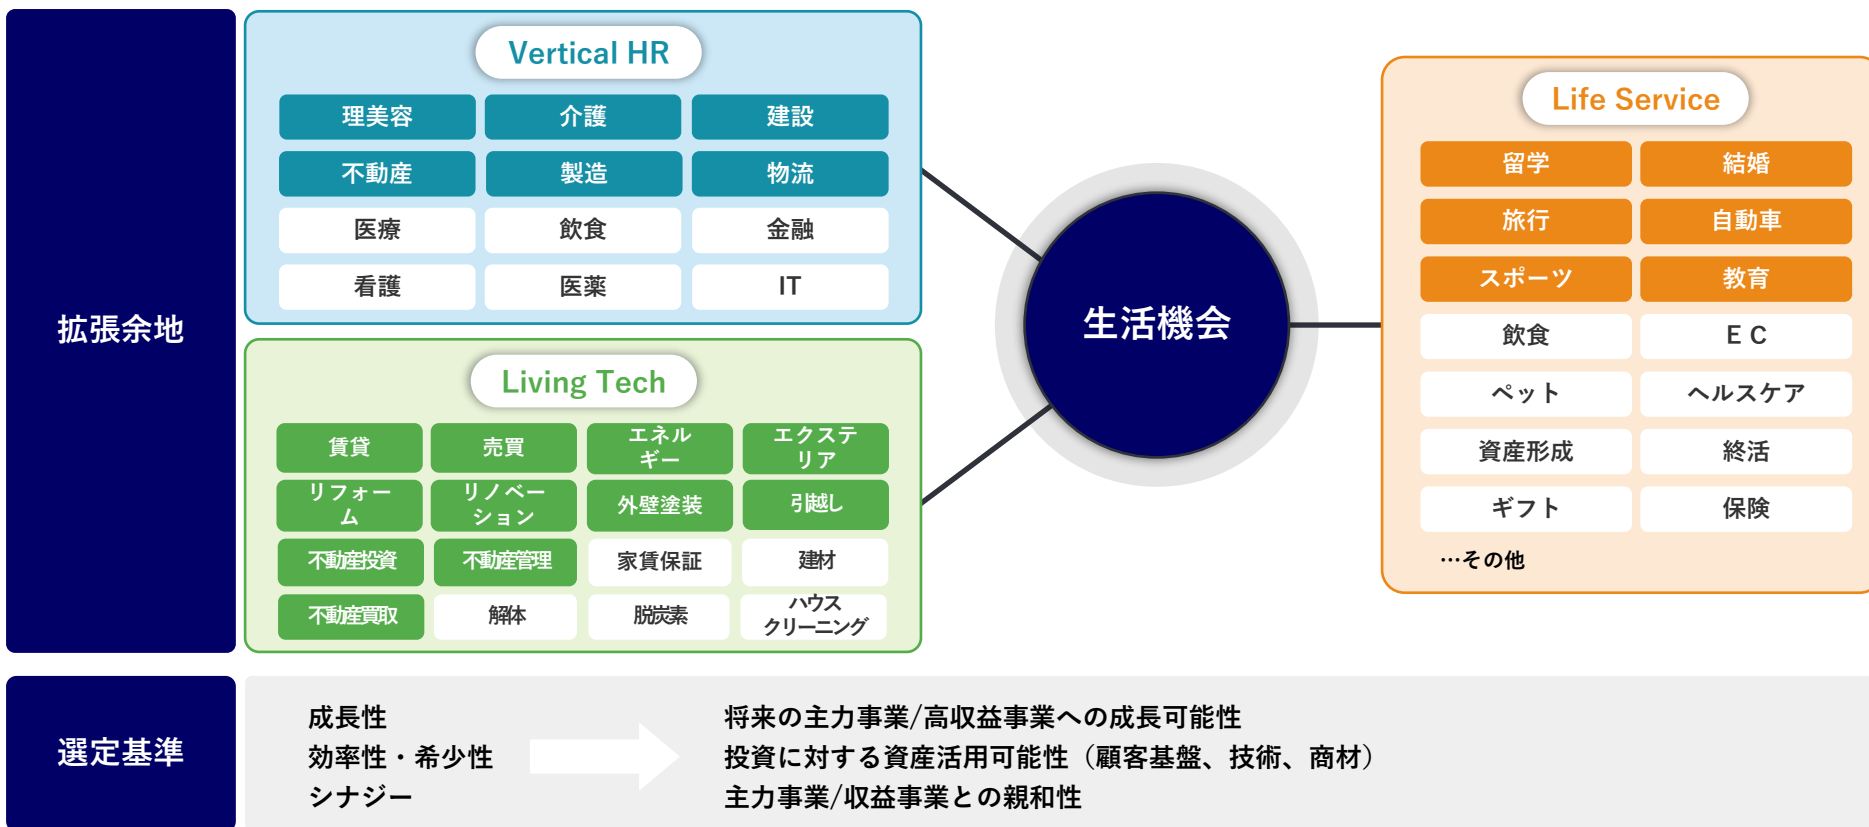 拡張余地
Vertical HR
理美容 介護 建設
不動産 製造 物流
医療 飲食 金融
看護 医薬 IT
Living Tech
賃貸 売買 エネル
ギー エクステ
リア
リフォー
ム リノベー
ション 外壁塗装 引越し
不動産投資 不動産管理 家賃保証 建材
不動産買取 解体 脱炭素 ハウス
クリーニング
生活機会
Life Service
留学 結婚
旅行 自動車
スポーツ 教育
飲食 ＥＣ
ペット ヘルスケア
資産形成 終活
ギフト 保険
…その他
選定基準
成長性 将来の主力事業/高収益事業への成長可能性
効率性・希少性 投資に対する資産活用可能性（顧客基盤、技術、商材）
シナジー 主力事業/収益事業との親和性